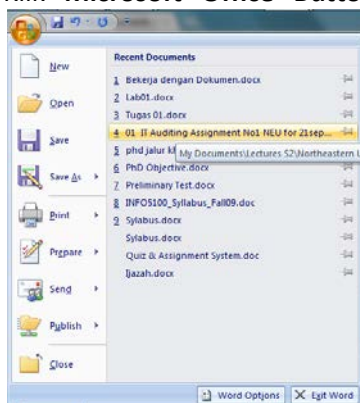 Microsoft Office
New
Open
Save
Save As
Print
Prepare
Send
Publish
Close
Recent Documents
1 Bekerja dengan Dokumen.docx
2 Lab01.docx
3 Tugas 01.docx
4 01 IT Auditing Assignment No1 NEU for 21sep...
5 phd jalur
My Documents\Lectures S2\Northeastern
6 PhD Objective.docx
7 Preliminary Test.docx
8 INFO5100_Syllabus_Fall09.doc
9 Sylabus.docx
Sylabus.docx
Quiz & Assignment System.doc
Ijazah.docx
Word Options
Exit Word